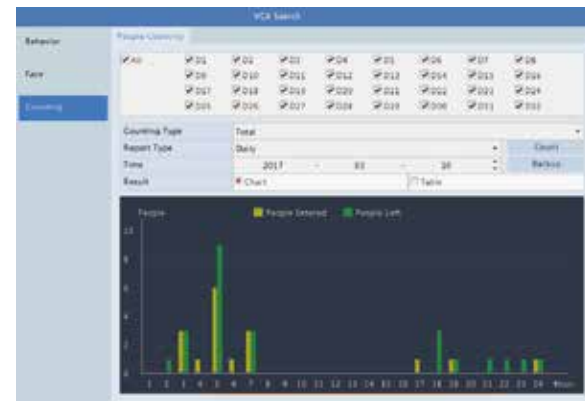 VCA Search
Behavior
People Counting
Face
Counting
All D1 D2 D3 D4 D5 D6 D7 D8
D9 D10 D11 D12 D13 D14 D15 D16
D17 D18 D19 D20 D21 D22 D23 D24
D25 D26 D27 D28 D29 D30 D31 D32
Counting Type Total
Report Type Daily Count
Time 2017 - 03 - Backup
Result Chart Table
People People Entered People Left
10
8
6
4
2
0
1 2 3 4 5 6 7 8 9 10 11 12 13 14 15 16 17 18 19 20 21 22 23 24 Hour